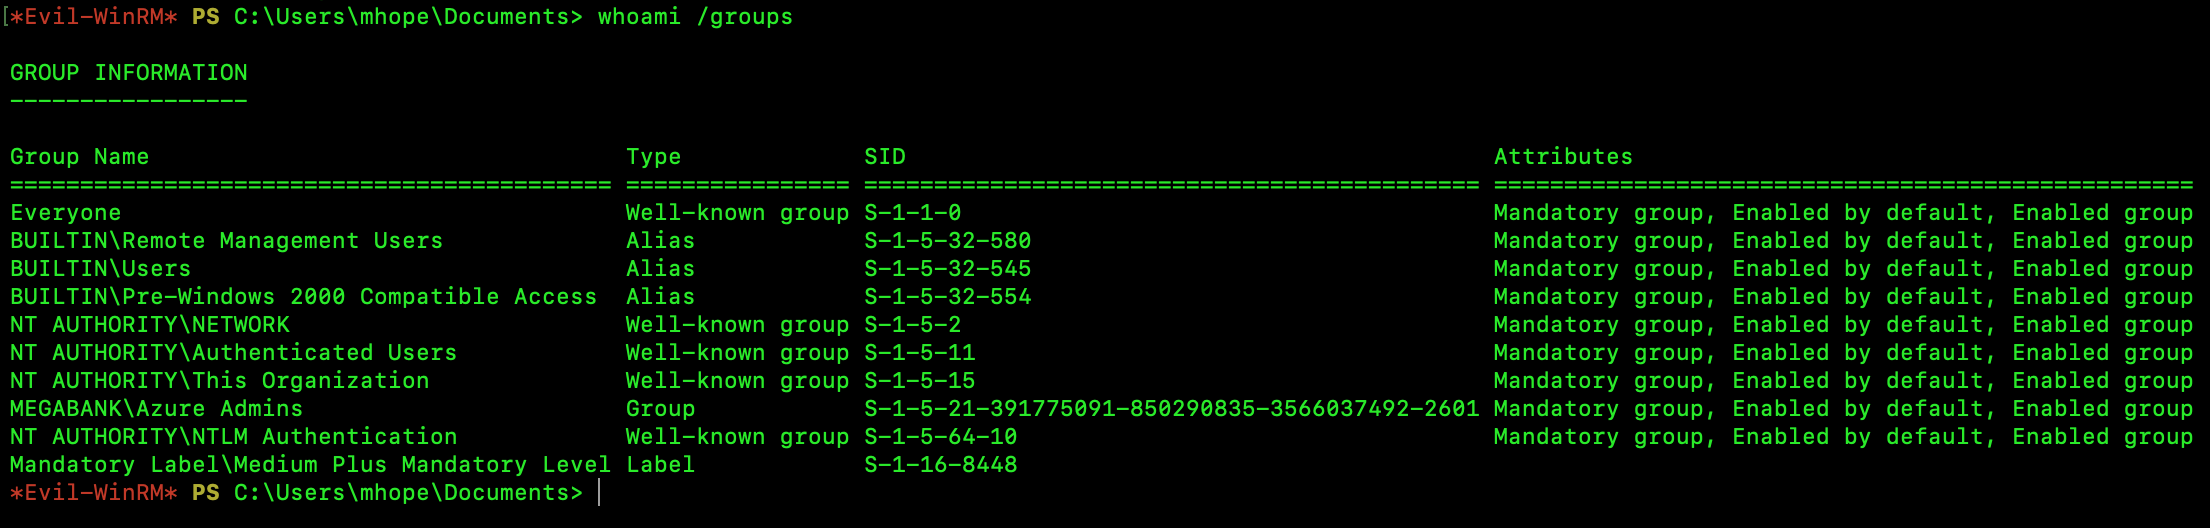 [*Evil-WinRM* PS C:\Users\mhope\Documents> whoami /groups
GROUP INFORMATION
-----------------
Group Name                                  Type             SID                                          Attributes
=========================================== ================ ============================================ ==================================================
Everyone                                    Well-known group S-1-1-0                                      Mandatory group, Enabled by default, Enabled group
BUILTIN\Remote Management Users             Alias            S-1-5-32-580                                 Mandatory group, Enabled by default, Enabled group
BUILTIN\Users                               Alias            S-1-5-32-545                                 Mandatory group, Enabled by default, Enabled group
BUILTIN\Pre-Windows 2000 Compatible Access  Alias            S-1-5-32-554                                 Mandatory group, Enabled by default, Enabled group
NT AUTHORITY\NETWORK                        Well-known group S-1-5-2                                      Mandatory group, Enabled by default, Enabled group
NT AUTHORITY\Authenticated Users            Well-known group S-1-5-11                                     Mandatory group, Enabled by default, Enabled group
NT AUTHORITY\This Organization              Well-known group S-1-5-15                                     Mandatory group, Enabled by default, Enabled group
MEGABANK\Azure Admins                       Group            S-1-5-21-391775091-850290835-3566037492-2601 Mandatory group, Enabled by default, Enabled group
NT AUTHORITY\NTLM Authentication            Well-known group S-1-5-64-10                                  Mandatory group, Enabled by default, Enabled group
Mandatory Label\Medium Plus Mandatory Level Label            S-1-16-8448
*Evil-WinRM* PS C:\Users\mhope\Documents>